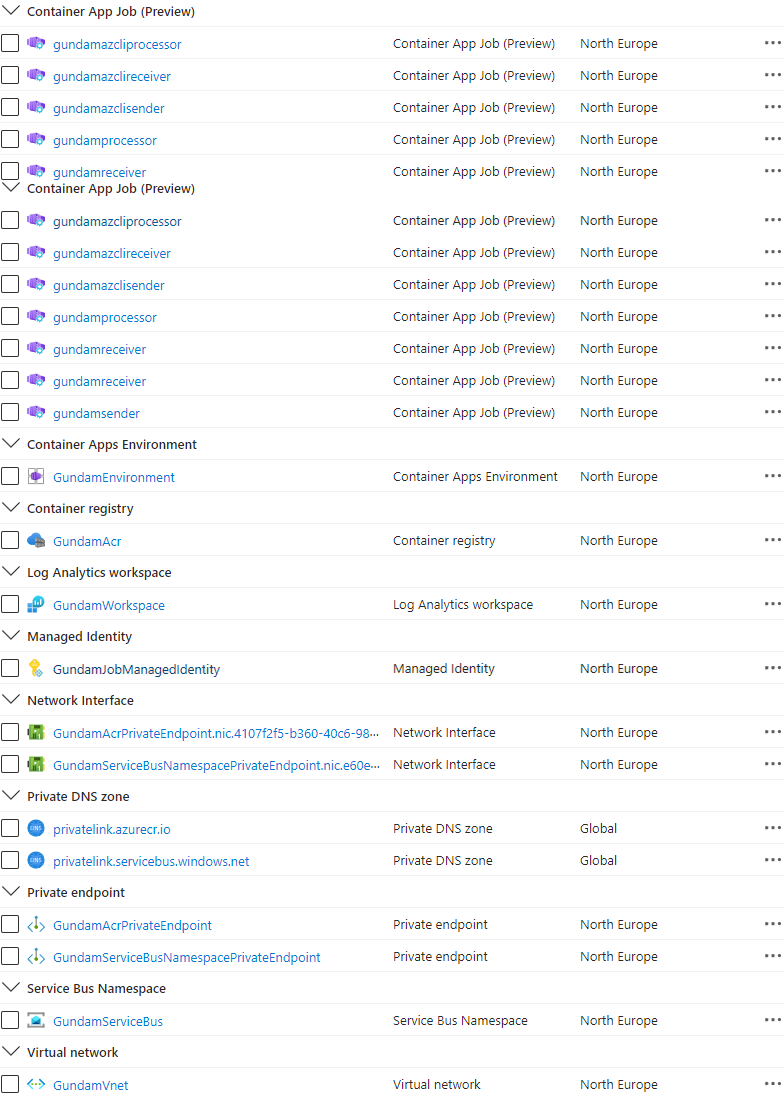 Container App Job (Preview)
gundamazcliprocessor Container App Job (Preview) North Europe
gundamazclireceiver Container App Job (Preview) North Europe
gundamazclisender Container App Job (Preview) North Europe
gundamprocessor Container App Job (Preview) North Europe
gundamreceiver Container App Job (Preview) North Europe
Container App Job (Preview)
gundamazcliprocessor Container App Job (Preview) North Europe
gundamazclireceiver Container App Job (Preview) North Europe
gundamazclisender Container App Job (Preview) North Europe
gundamprocessor Container App Job (Preview) North Europe
gundamreceiver Container App Job (Preview) North Europe
gundamreceiver Container App Job (Preview) North Europe
gundamsender Container App Job (Preview) North Europe
Container Apps Environment
GundamEnvironment Container Apps Environment North Europe
Container registry
GundamAcr Container registry North Europe
Log Analytics workspace
GundamWorkspace Log Analytics workspace North Europe
Managed Identity
GundamJobManagedIdentity Managed Identity North Europe
Network Interface
GundamAcrPrivateEndpoint.nic.4107f2f5-b360-40c6-98... Network Interface North Europe
GundamServiceBusNamespacePrivateEndpoint.nic.e60e... Network Interface North Europe
Private DNS zone
privatelink.azurecr.io Private DNS zone Global
privatelink.servicebus.windows.net Private DNS zone Global
Private endpoint
GundamAcrPrivateEndpoint Private endpoint North Europe
GundamServiceBusNamespacePrivateEndpoint Private endpoint North Europe
Service Bus Namespace
GundamServiceBus Service Bus Namespace North Europe
Virtual network
GundamVnet Virtual network North Europe